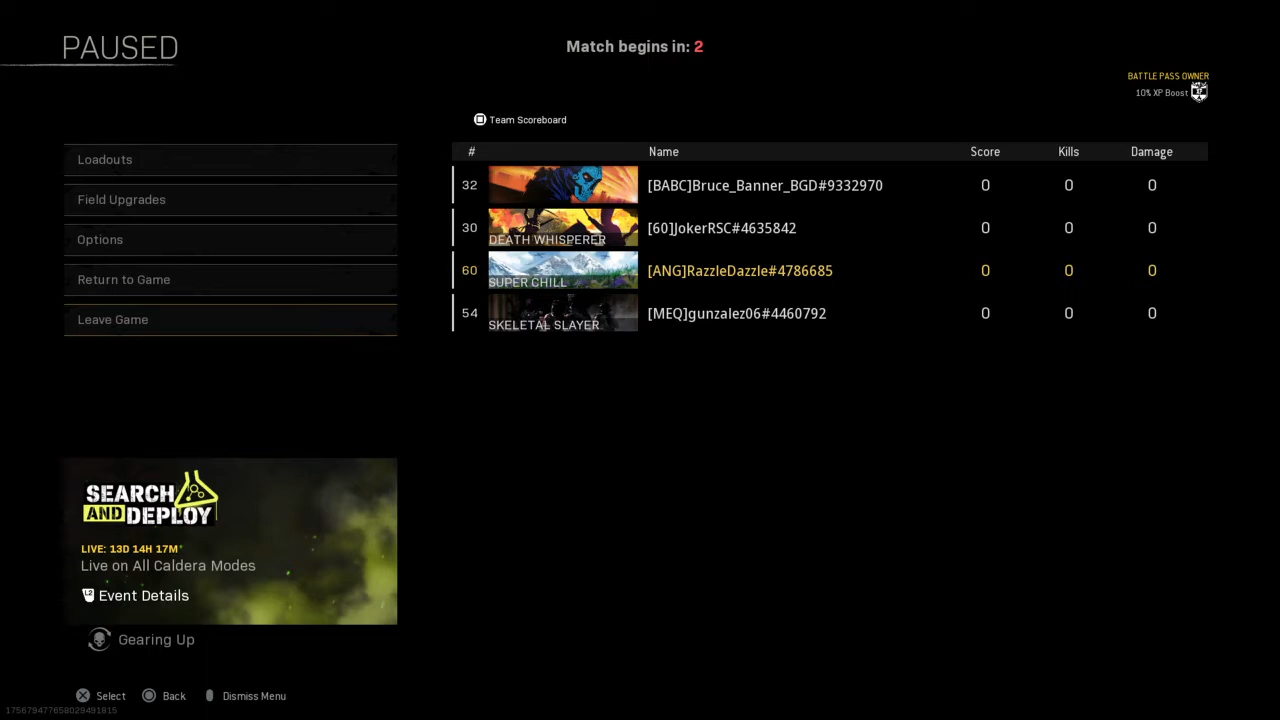 PAUSED
Match begins in: 2
BATTLE PASS OWNER
10% XP Boost
Team Scoreboard
# Name Score Kills Damage
Loadouts
Field Upgrades
Options
Return to Game
Leave Game
32 [BABC]Bruce_Banner_BGD#9332970 0 0 0
30 DEATH WHISPERER [60]JokerRSC#4635842 0 0 0
60 SUPER CHILL [ANG]RazzleDazzle#4786685 0 0 0
54 SKELETAL SLAYER [MEQ]gunzalez06#4460792 0 0 0
SEARCH
AND DEPLOY
LIVE: 13D 14H 17M
Live on All Caldera Modes
L2 Event Details
Gearing Up
Select Back Dismiss Menu
175679477658029491815